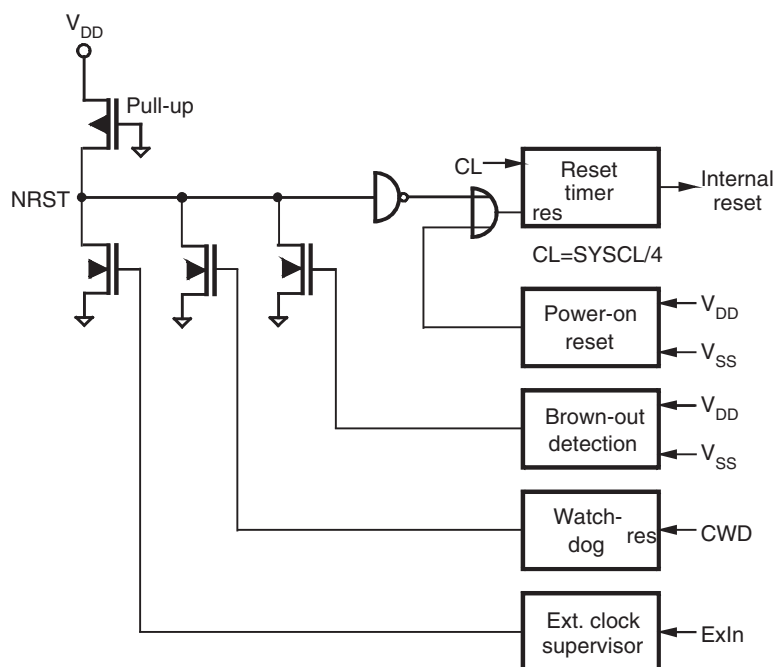 VDD
Pull-up
NRST
CL
Reset
timer
res
Internal
reset
CL=SYSCL/4
Power-on
reset
VDD
VSS
Brown-out
detection
VDD
VSS
Watch-
dog
res
CWD
Ext. clock
supervisor
ExIn